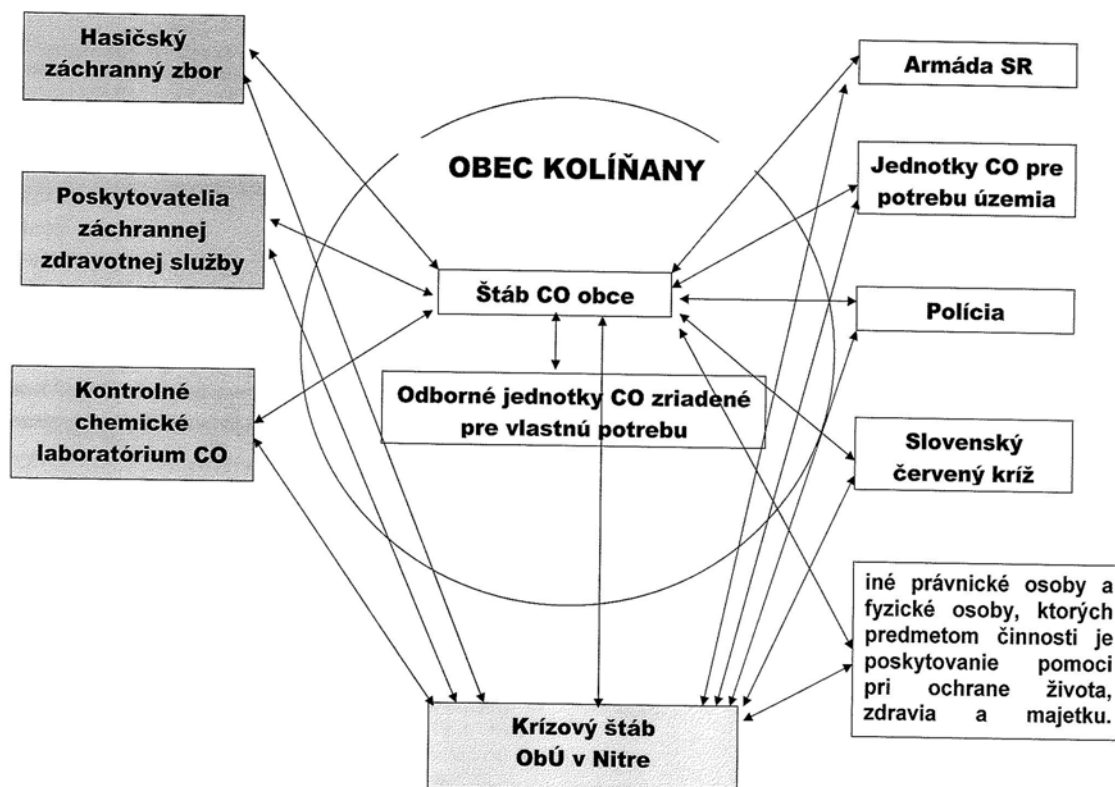 Hasičský
záchranný zbor
Armáda SR
OBEC KOLÍŇANY
Jednotky CO pre
potrebu územia
Poskytovatelia
záchrannej
zdravotnej služby
Štáb CO obce
Polícia
Kontrolné
chemické
laboratórium CO
Odborné jednotky CO zriadené
pre vlastnú potrebu
Slovenský
červený kríž
iné právnické osoby a
fyzické osoby, ktorých
predmetom činnosti je
poskytovanie pomoci
pri ochrane života,
zdravia a majetku.
Krízový štáb
ObÚ v Nitre